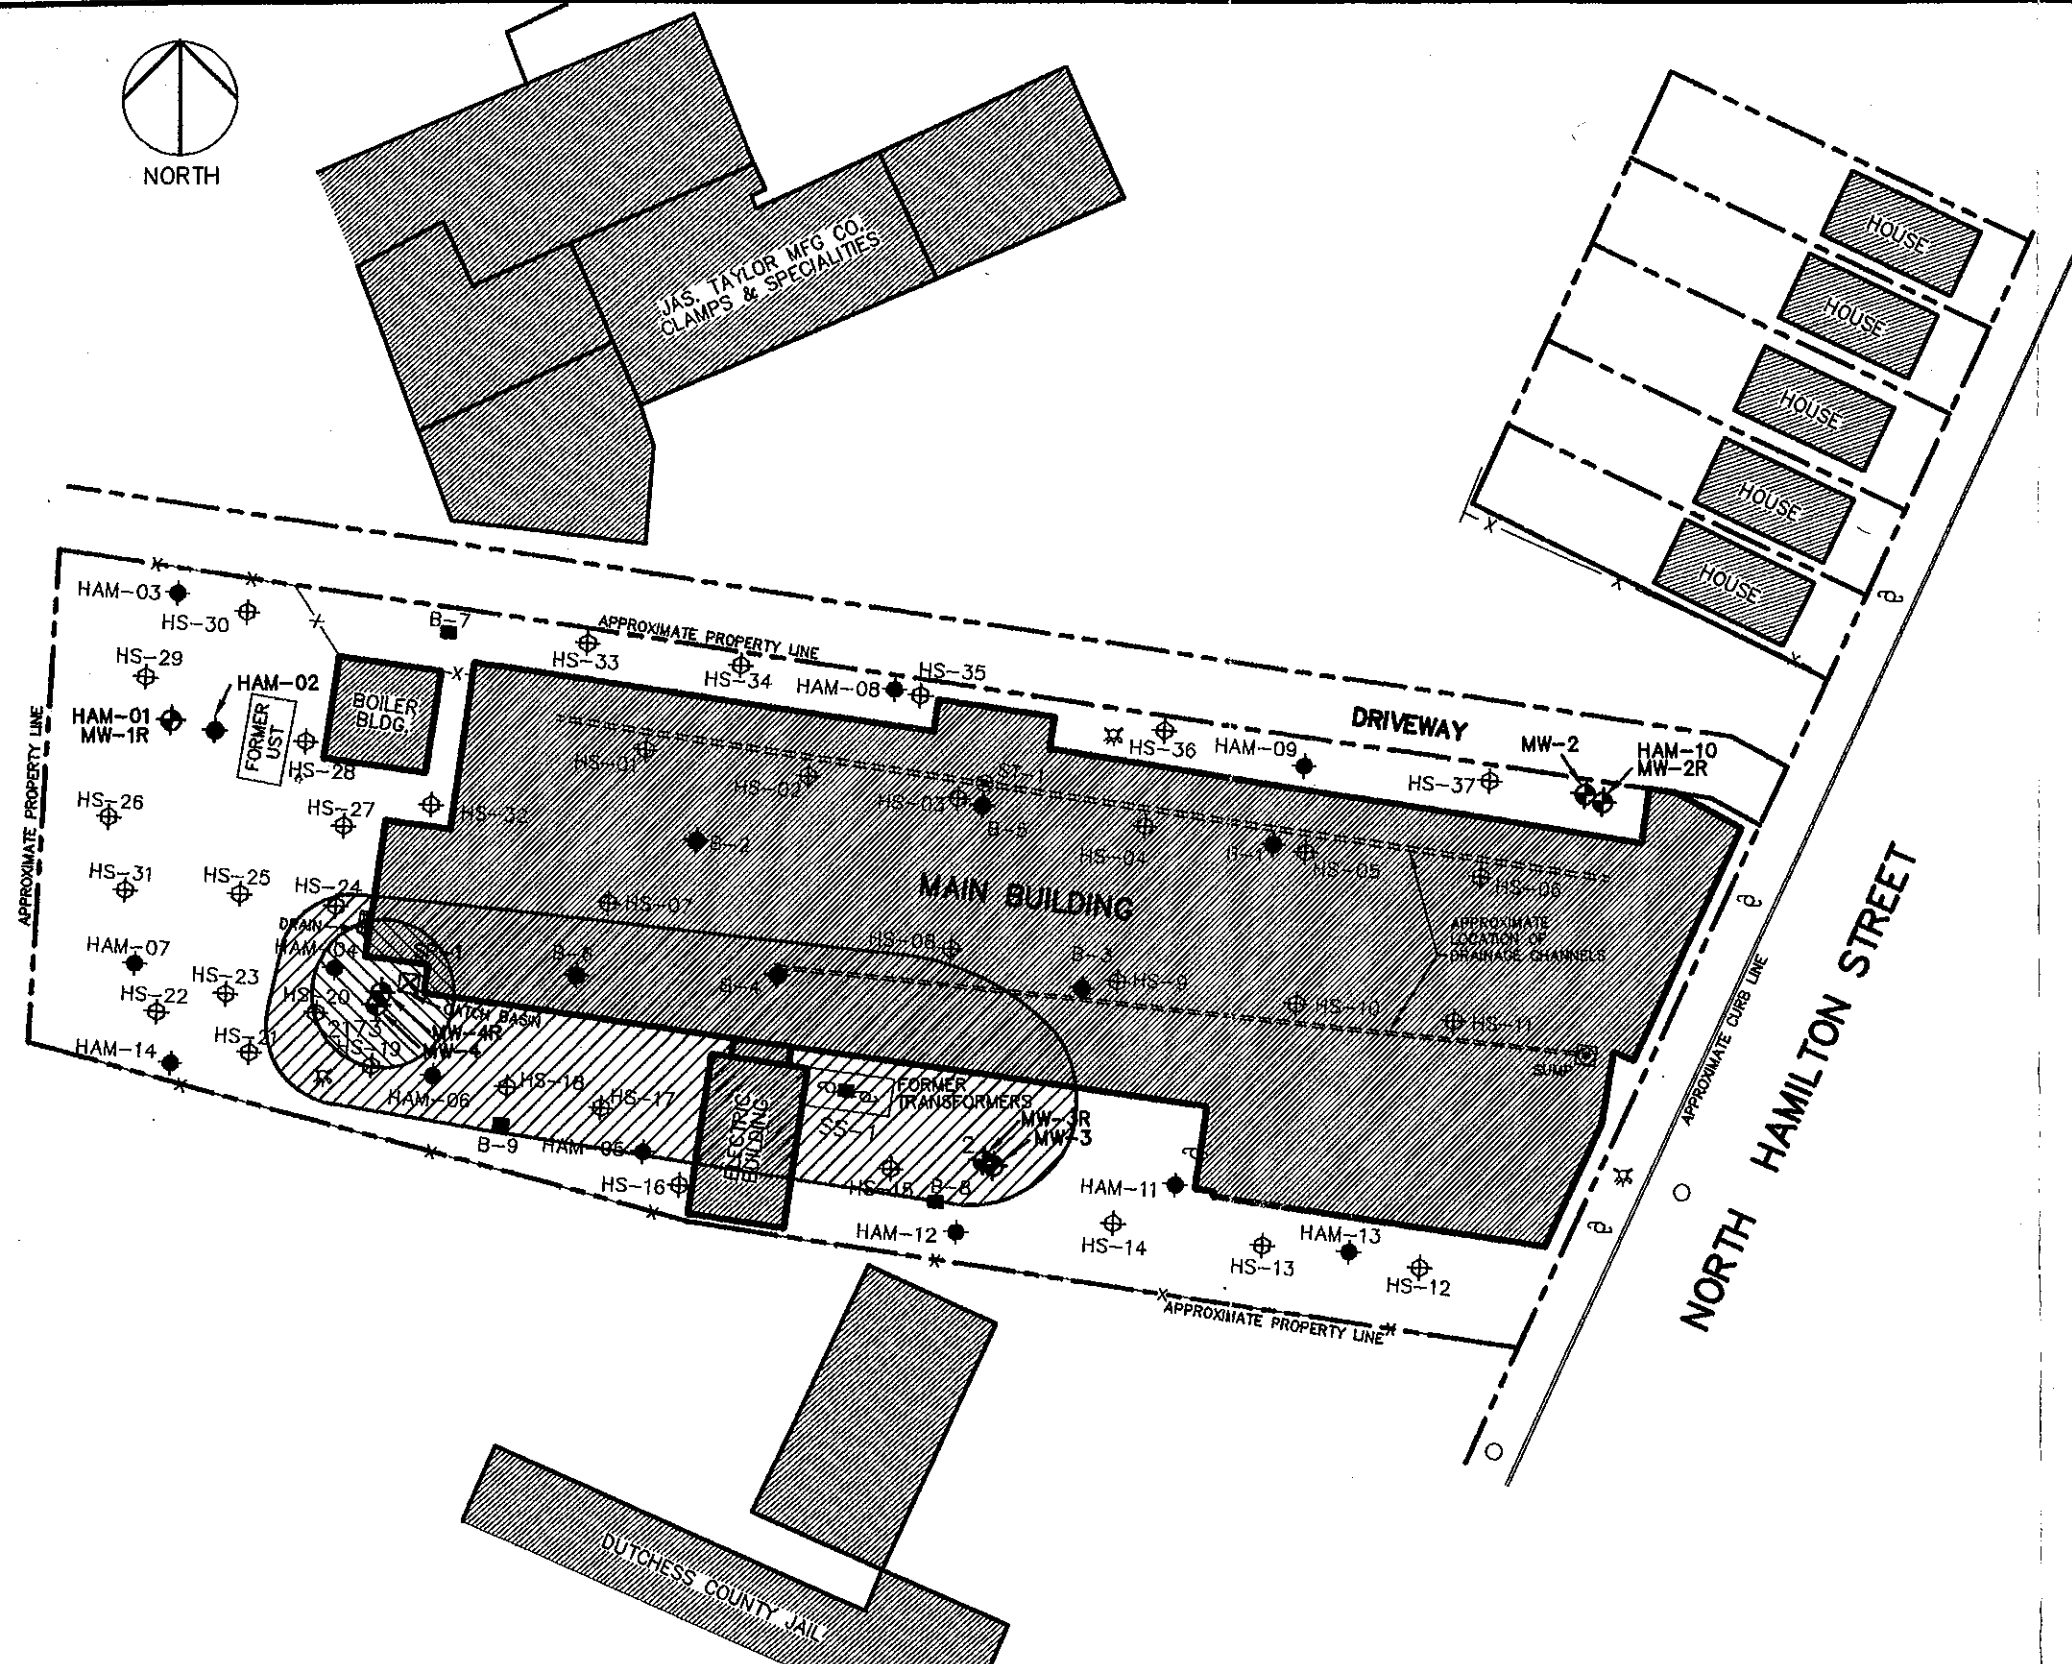 NORTH
JAS. TAYLOR MFG CO.
CLAMPS & SPECIALITIES
HOUSE
HOUSE
HOUSE
HOUSE
HOUSE
HAM-03
HS-30
B-7
APPROXIMATE PROPERTY LINE
HS-33
HS-34
HAM-08
HS-35
HS-29
HAM-02
HAM-01
MW-1R
FORMER
UST
BOILER
BLDG.
HS-28
DRIVEWAY
HS-36
HAM-09
MW-2
HAM-10
MW-2R
HS-37
APPROXIMATE PROPERTY LINE
HS-01
HS-02
ST-1
HS-03
HS-26
HS-27
HS-32
B-2
HS-04
B-1
HS-05
HS-06
HS-31
HS-25
HS-24
HS-07
MAIN BUILDING
APPROXIMATE
LOCATION OF
DRAINAGE CHANNELS
DRAIN
HAM-04
HAM-07
HS-23
HS-22
HS-20
HS-08
B-4
B-3
HS-9
HS-10
HS-11
CATCH BASIN
MW-4R
MW-4
2173
HS-19
HS-21
HAM-14
SUMP
HAM-06
HS-18
HS-17
ELECTRIC
BUILDING
FORMER
TRANSFORMERS
SS-1
MW-3R
MW-3
2
B-9
HAM-05
HS-16
HS-15
B-8
HAM-11
HAM-12
HS-14
HS-13
HAM-13
HS-12
APPROXIMATE PROPERTY LINE
APPROXIMATE CURB LINE
NORTH HAMILTON STREET
DUTCHESS COUNTY JAIL